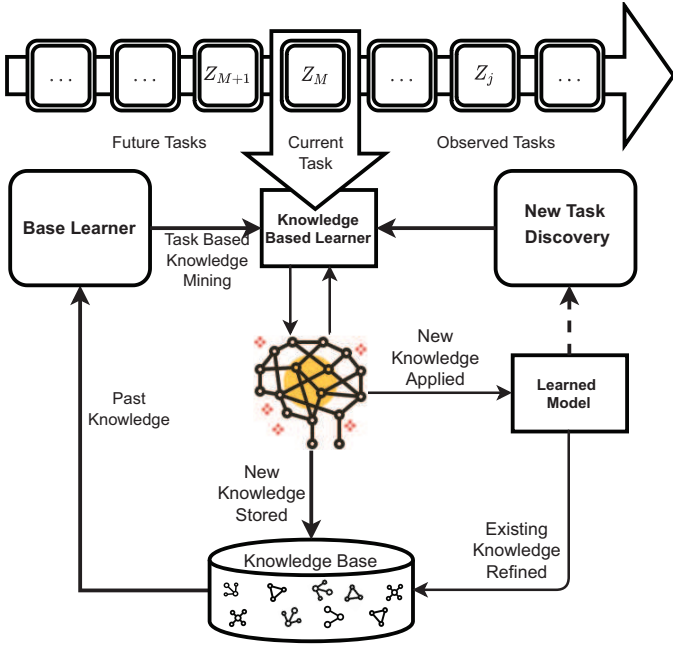 ... ... Z_{M+1} Z_M ... Z_j ...
Future Tasks
Current
Task
Observed Tasks
Base Learner
Task Based
Knowledge
Mining
Knowledge
Based Learner
New Task
Discovery
New
Knowledge
Applied
Learned
Model
Past
Knowledge
New
Knowledge
Stored
Existing
Knowledge
Refined
Knowledge Base